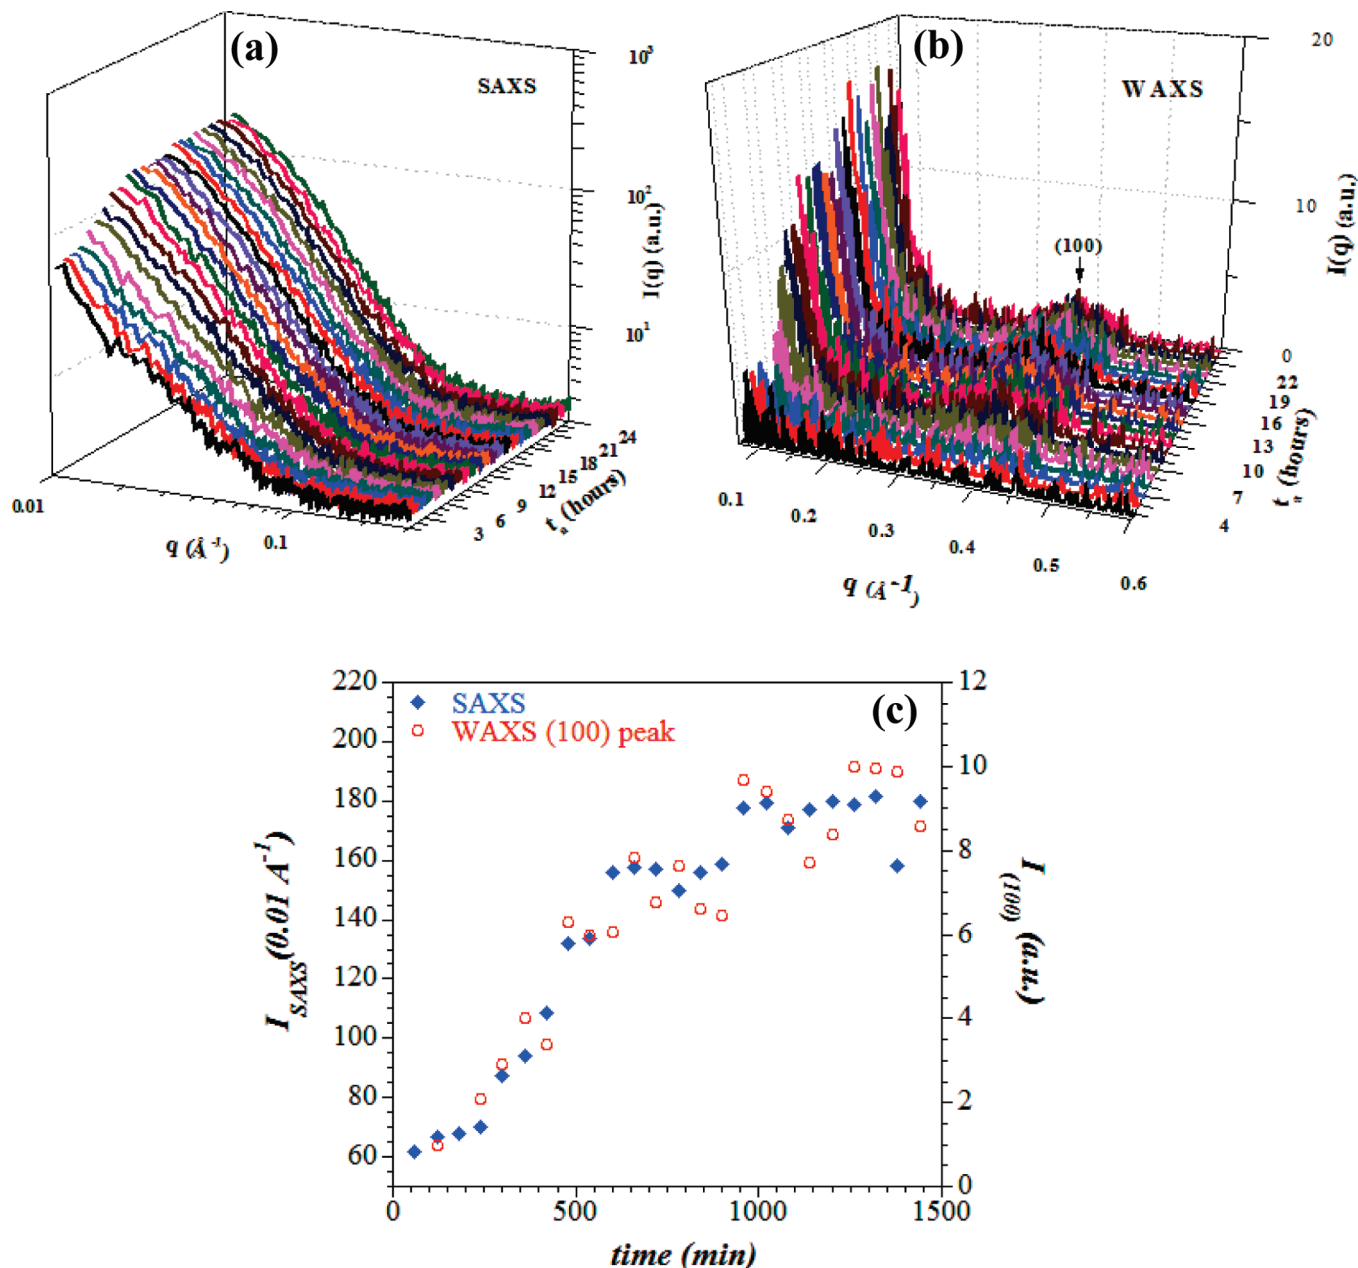 (a)
SAXS
10³
10²
10¹
I(q) (a.u.)
0.01
0.1
q (Å⁻¹)
3 6 9 12 15 18 21 24
tₐ (hours)
(b)
WAXS
(100)
20
10
I(q) (a.u.)
0.1 0.2 0.3 0.4 0.5 0.6
q (Å-1)
0
22
19
16
13
10
7
4
tₐ (hours)
(c)
SAXS
WAXS (100) peak
220
200
180
160
140
120
100
80
60
I_SAXS(0.01 A⁻¹)
12
10
8
6
4
2
0
I_(100) (a.u.)
0 500 1000 1500
time (min)